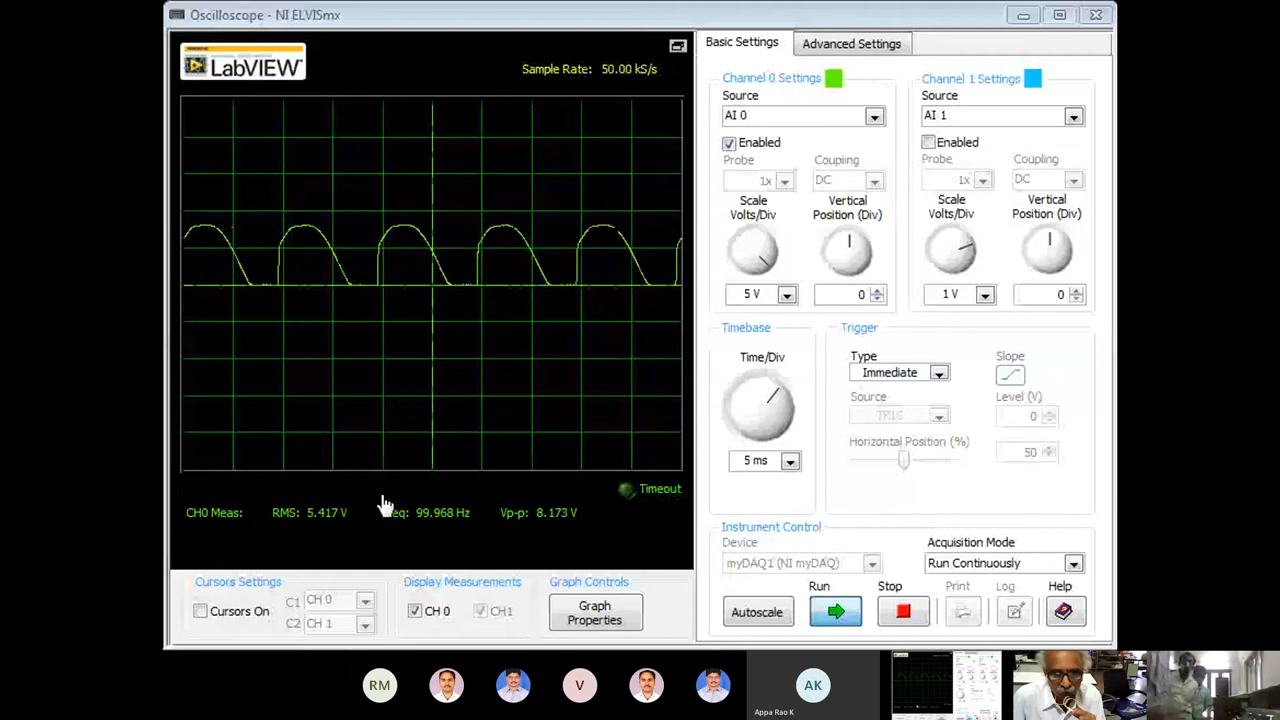 Oscilloscope - NI ELVISmx
LabVIEW
Sample Rate: 50.00 kS/s
Timeout
CH0 Meas: RMS: 5.417 V 99.968 Hz Vp-p: 8.173 V
Cursors Settings
Cursors On
C1 CH 0
C2 CH 1
Display Measurements
CH 0 CH1
Graph Controls
Graph
Properties
Basic Settings Advanced Settings
Channel 0 Settings
Source
AI 0
Enabled
Probe Coupling
1x DC
Scale Vertical
Volts/Div Position (Div)
5 V 0
Channel 1 Settings
Source
AI 1
Enabled
Probe Coupling
1x DC
Scale Vertical
Volts/Div Position (Div)
1 V 0
Timebase
Time/Div
5 ms
Trigger
Type Slope
Immediate
Source Level (V)
TRIG 0
Horizontal Position (%)
50
Instrument Control
Device Acquisition Mode
myDAQ1 (NI myDAQ) Run Continuously
Run Stop Print Log Help
Autoscale
RM V AK
Appa Rao K